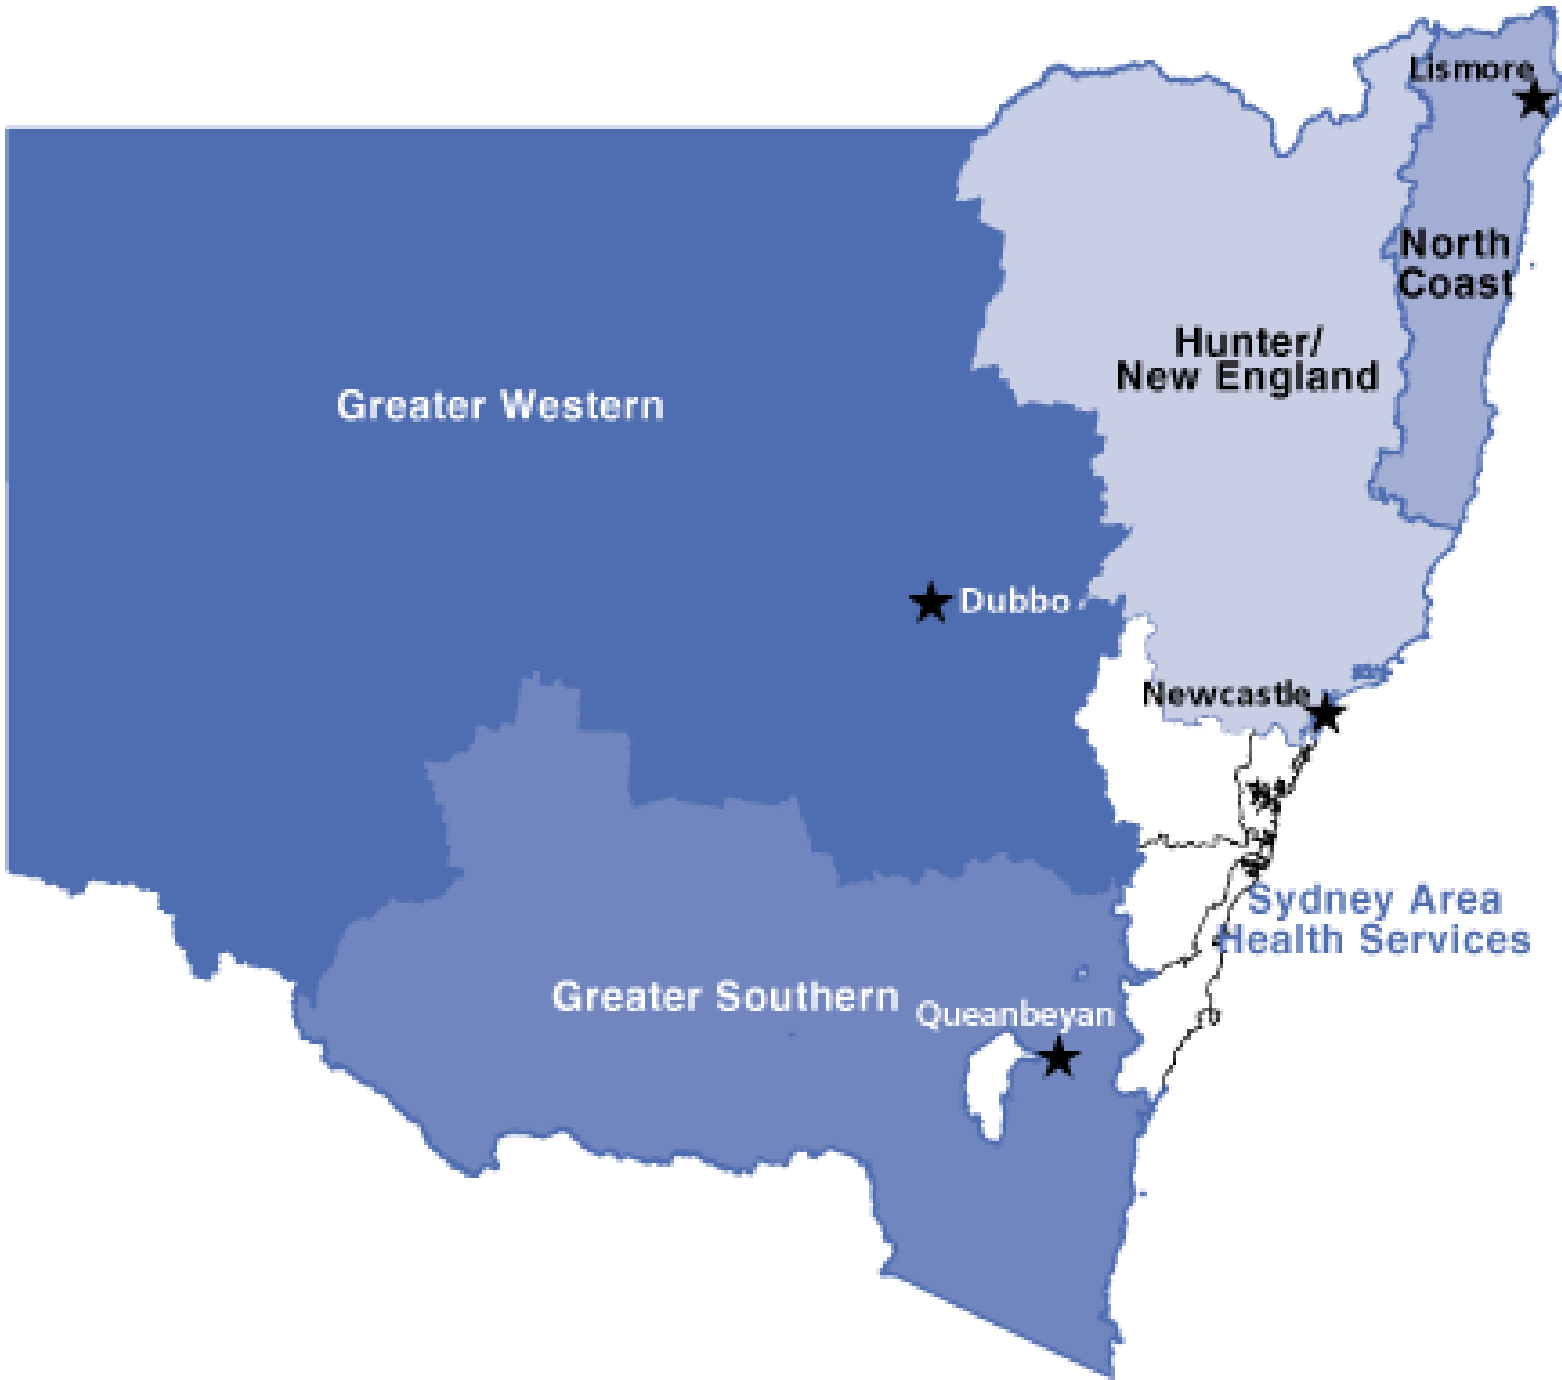 Lismore
North
Coast
Hunter/
New England
Greater Western
Dubbo
Newcastle
Sydney Area
Health Services
Greater Southern
Queanbeyan